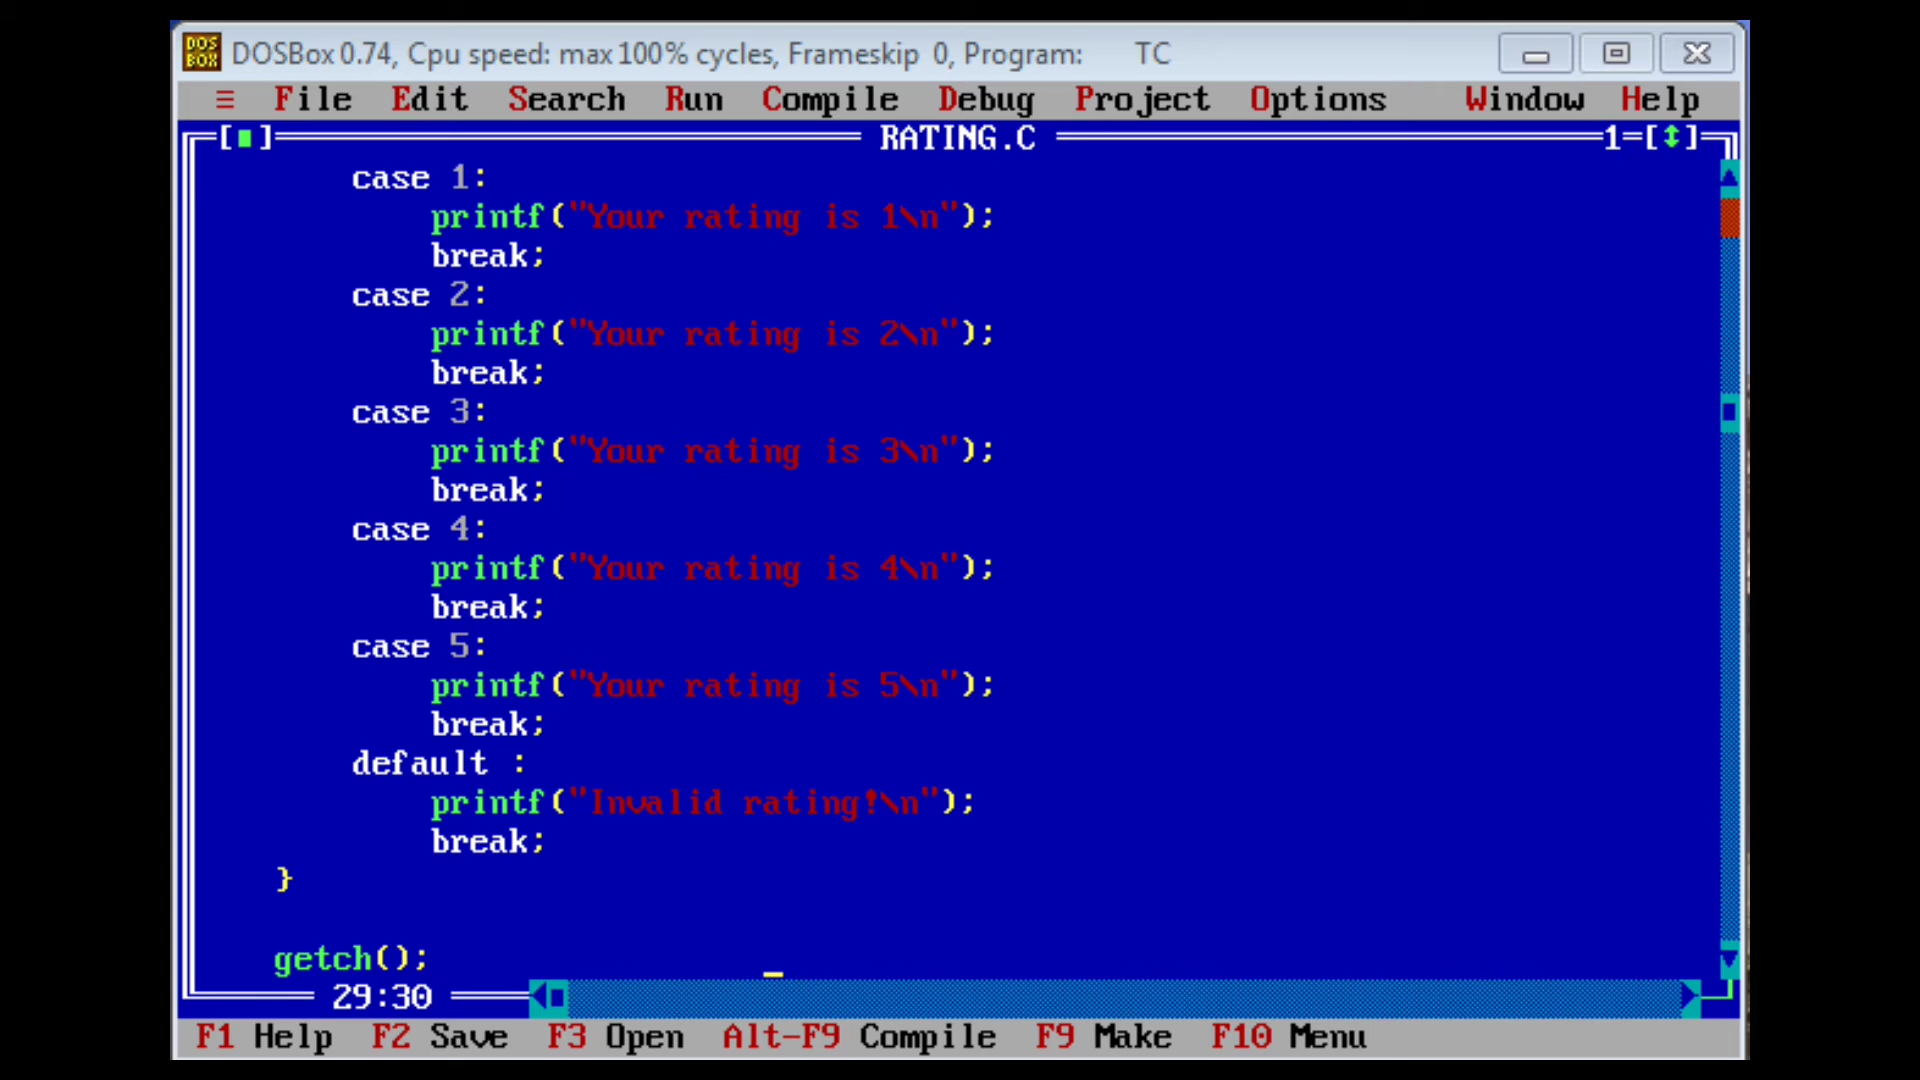 DOSBox 0.74, Cpu speed: max 100% cycles, Frameskip 0, Program: TC
≡ File Edit Search Run Compile Debug Project Options Window Help
[■] RATING.C 1=[↕]
case 1:
printf("Your rating is 1\n");
break;
case 2:
printf("Your rating is 2\n");
break;
case 3:
printf("Your rating is 3\n");
break;
case 4:
printf("Your rating is 4\n");
break;
case 5:
printf("Your rating is 5\n");
break;
default :
printf("Invalid rating!\n");
break;
}
getch();
29:30
F1 Help F2 Save F3 Open Alt-F9 Compile F9 Make F10 Menu